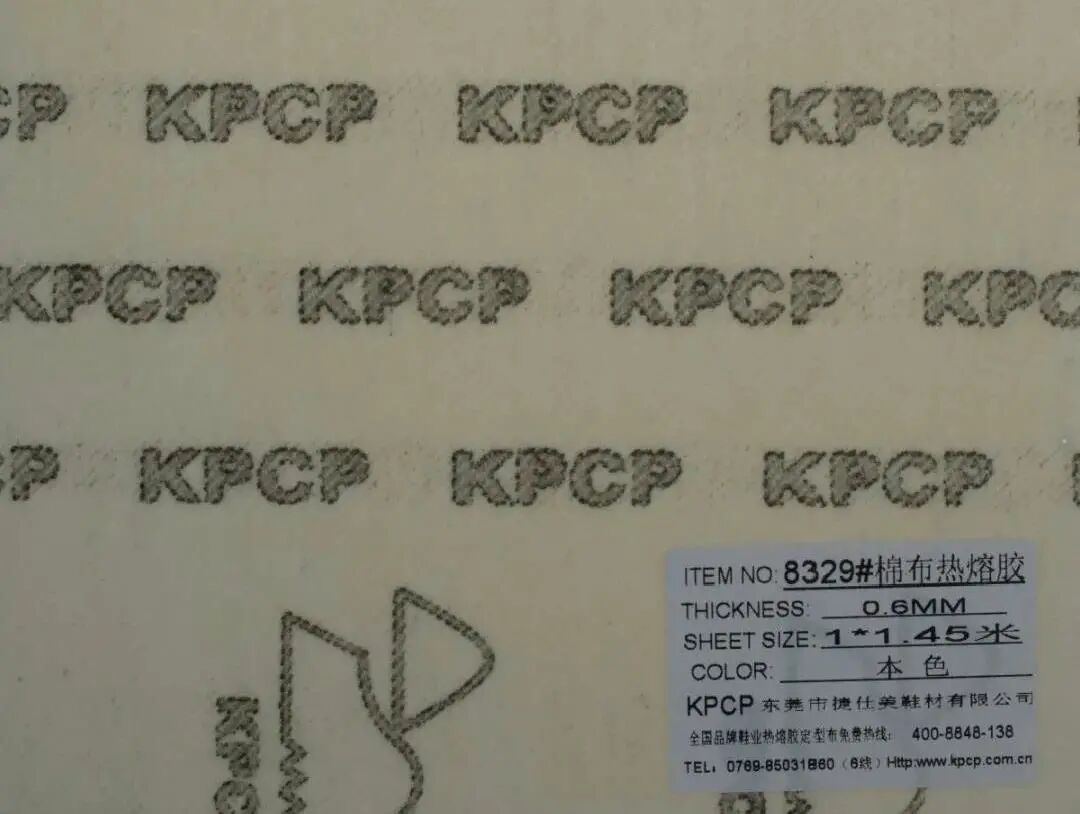 KPCP KPCP KPCP
KPCP KPCP KPCP
KPCP KPCP KPCP
ITEM NO: 8329#棉布热熔胶
THICKNESS: 0.6MM
SHEET SIZE: 1*1.45米
COLOR: 本 色
KPCP 东莞市捷仕美鞋材有限公司
全国品牌鞋业热熔胶定型布免费热线: 400-8848-138
TEL: 0769-85031860(6线)Http:www.kpcp.com.cn